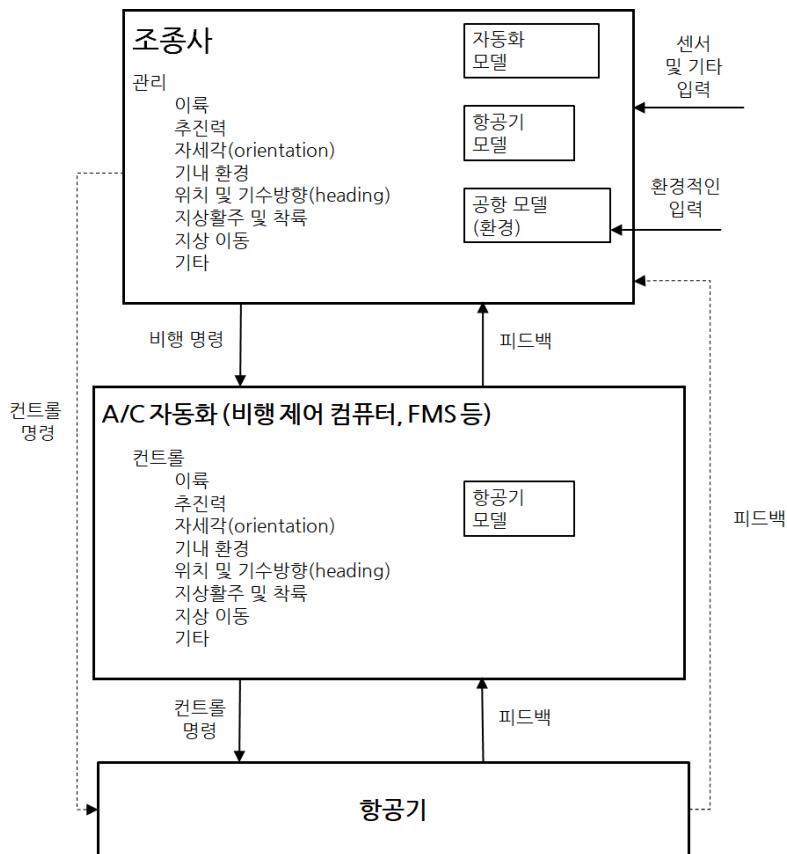 조종사
관리
이륙
추진력
자세각(orientation)
기내 환경
위치 및 기수방향(heading)
지상활주 및 착륙
지상 이동
기타
자동화
모델
항공기
모델
공항 모델
(환경)
센서
및 기타
입력
환경적인
입력
비행 명령
피드백
컨트롤
명령
A/C 자동화 (비행 제어 컴퓨터, FMS 등)
컨트롤
이륙
추진력
자세각(orientation)
기내 환경
위치 및 기수방향(heading)
지상활주 및 착륙
지상 이동
기타
항공기
모델
피드백
컨트롤
명령
피드백
항공기